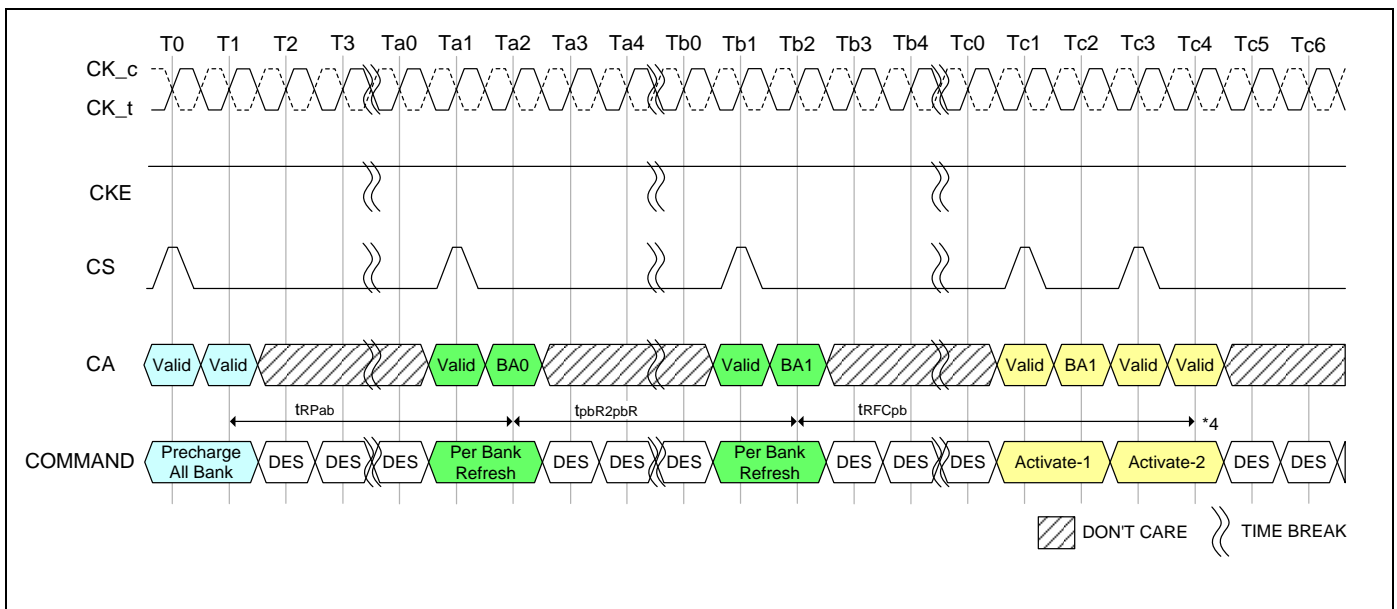 T0 T1 T2 T3 Ta0 Ta1 Ta2 Ta3 Ta4 Tb0 Tb1 Tb2 Tb3 Tb4 Tc0 Tc1 Tc2 Tc3 Tc4 Tc5 Tc6
CK_c
CK_t
CKE
CS
CA Valid Valid Valid BA0 Valid BA1 Valid BA1 Valid Valid
tRPab tpbR2pbR tRFCpb *4
COMMAND Precharge All Bank DES DES DES Per Bank Refresh DES DES DES Per Bank Refresh DES DES DES Activate-1 Activate-2 DES DES
DON'T CARE TIME BREAK